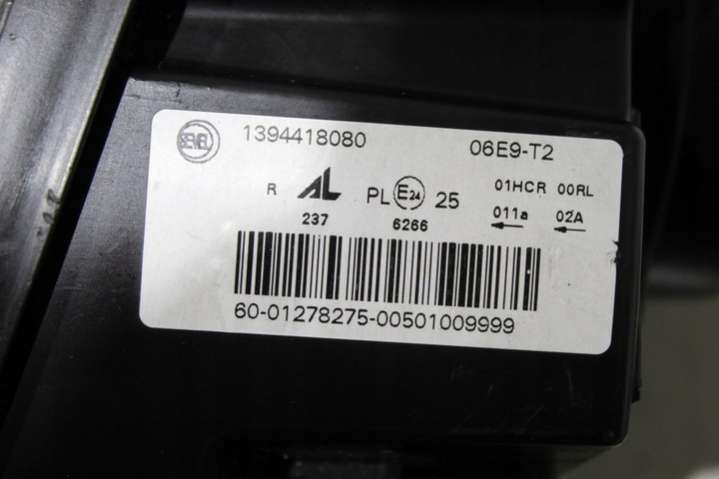 SEVEL 1394418080 06E9-T2
R AL PL E24 25 01HCR 00RL
237 6266 011a 02A
60-01278275-00501009999